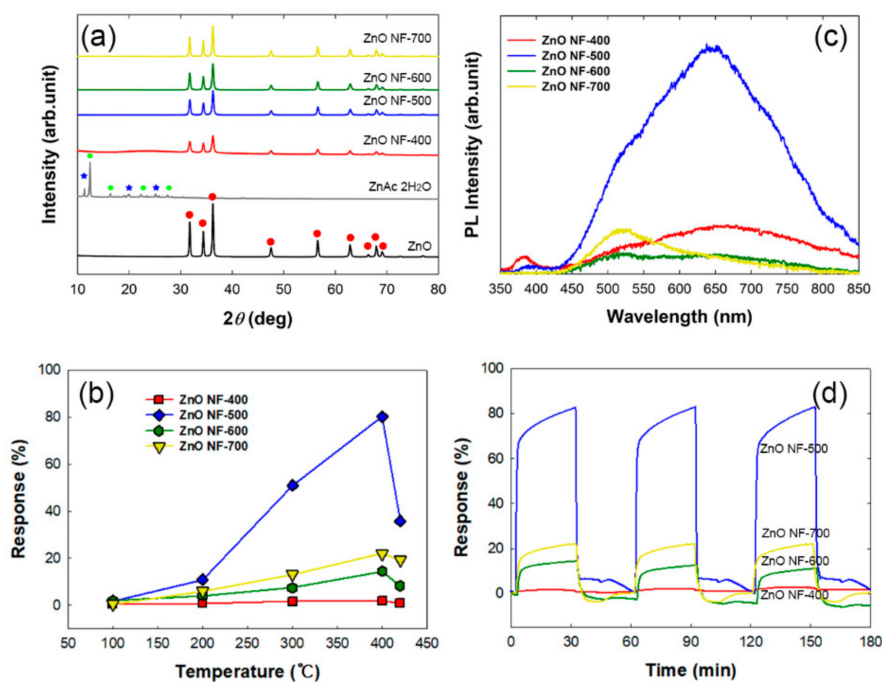 (a)
ZnO NF-700
ZnO NF-600
ZnO NF-500
ZnO NF-400
ZnAc 2H₂O
ZnO
Intensity (arb.unit)
10 20 30 40 50 60 70 80
2θ (deg)
(c)
ZnO NF-400
ZnO NF-500
ZnO NF-600
ZnO NF-700
PL Intensity (arb.unit)
350 400 450 500 550 600 650 700 750 800 850
Wavelength (nm)
(b)
ZnO NF-400
ZnO NF-500
ZnO NF-600
ZnO NF-700
Response (%)
100
80
60
40
20
0
50 100 150 200 250 300 350 400 450
Temperature (℃)
(d)
ZnO NF-500
ZnO NF-700
ZnO NF-600
ZnO NF-400
Response (%)
100
80
60
40
20
0
0 30 60 90 120 150 180
Time (min)